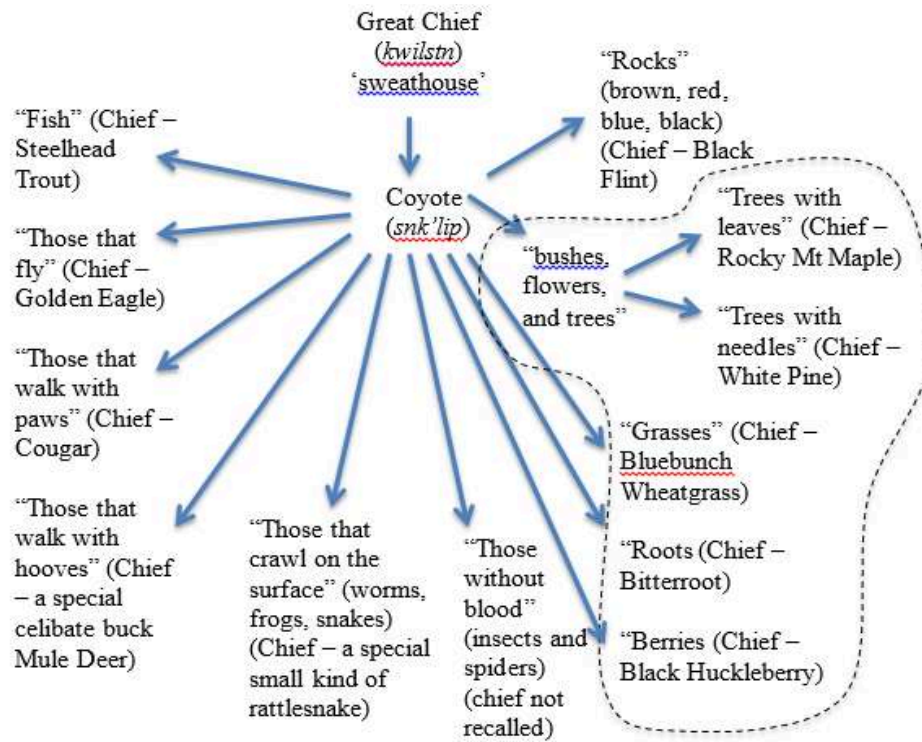 Great Chief
(kwilstn)
‘sweathouse’
“Rocks”
(brown, red,
blue, black)
(Chief – Black
Flint)
“Fish” (Chief –
Steelhead
Trout)
Coyote
(snk’lip)
“Trees with
leaves” (Chief –
Rocky Mt Maple)
“bushes,
flowers,
and trees”
“Those that
fly” (Chief –
Golden Eagle)
“Trees with
needles” (Chief –
White Pine)
“Those that
walk with
paws” (Chief –
Cougar)
“Grasses” (Chief –
Bluebunch
Wheatgrass)
“Those that
walk with
hooves” (Chief
– a special
celibate buck
Mule Deer)
“Those that
crawl on the
surface” (worms,
frogs, snakes)
(Chief – a special
small kind of
rattlesnake)
“Those
without
blood”
(insects and
spiders)
(chief not
recalled)
“Roots (Chief –
Bitterroot)
“Berries (Chief –
Black Huckleberry)